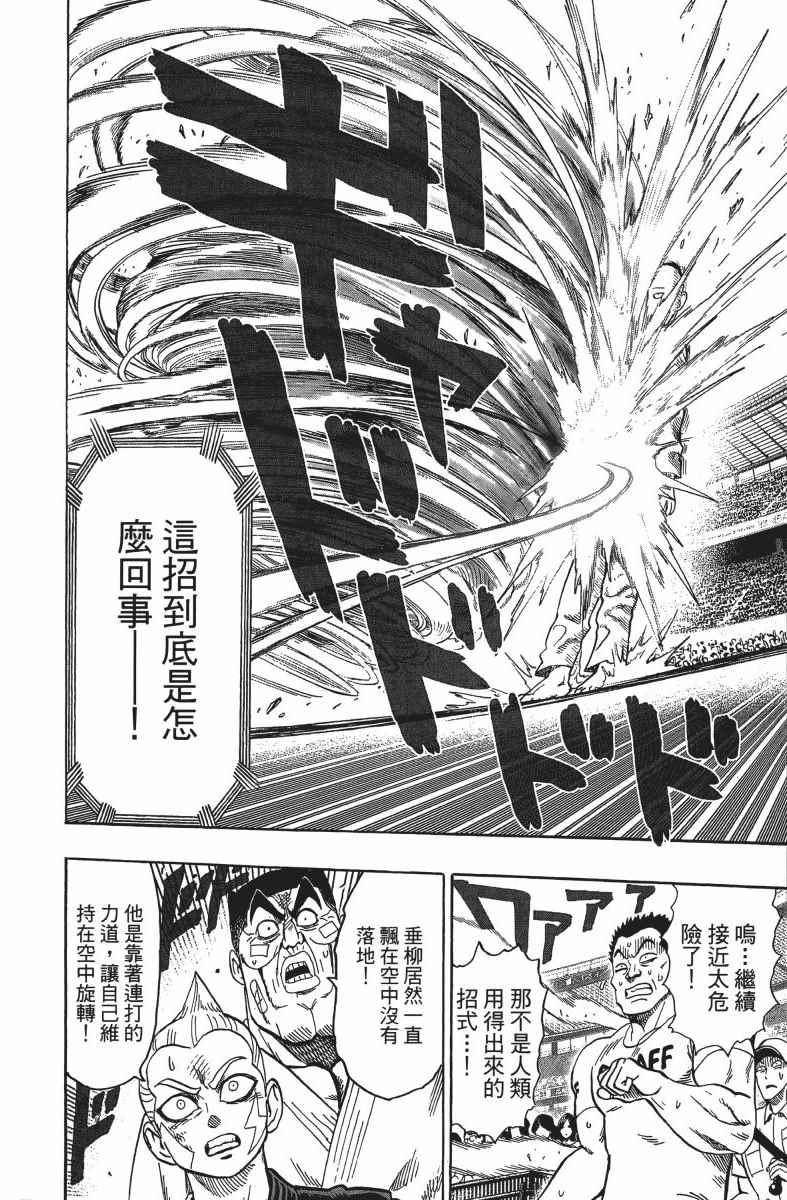 ギャドドドドドド
這招到底是怎
麼回事——！
ワアアア
嗚…繼續
接近太危
險了！
那不是人類
用得出來的
招式…！
AFF
垂柳居然一直
飄在空中沒有
落地！
他是靠著連打的
力道，讓自己維
持在空中旋轉！